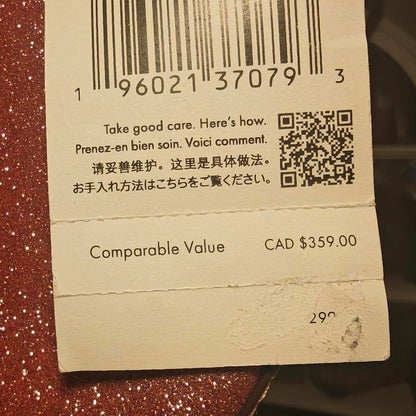 1 96021 37079 3
Take good care. Here's how.
Prenez-en bien soin. Voici comment.
请妥善维护。这里是具体做法。
お手入れ方法はこちらをご覧ください。
Comparable Value CAD $359.00
299